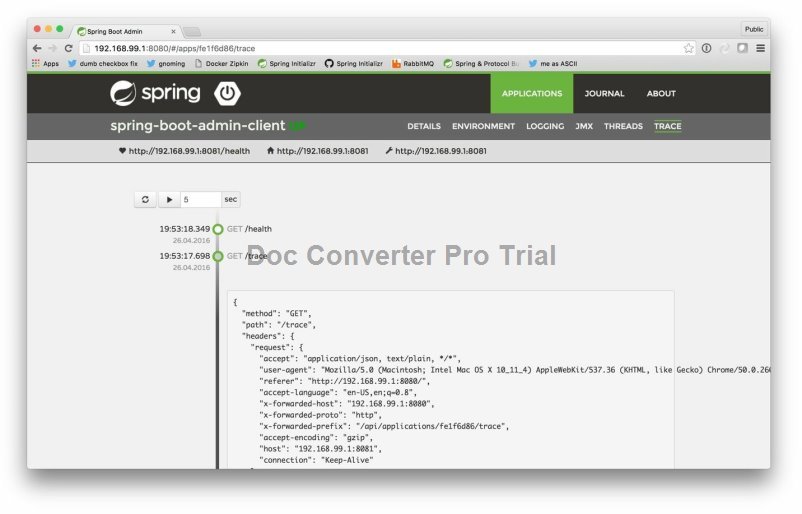 Spring Boot Admin
Public
192.168.99.1:8080/#/apps/fe1f6d86/trace
Apps dumb checkbox fix gnoming Docker Zipkin Spring Initializr Spring Initializr RabbitMQ Spring & Protocol Bu me as ASCII
spring
APPLICATIONS JOURNAL ABOUT
spring-boot-admin-client UP
DETAILS ENVIRONMENT LOGGING JMX THREADS TRACE
http://192.168.99.1:8081/health http://192.168.99.1:8081 http://192.168.99.1:8081
5 sec
19:53:18.349 GET /health
26.04.2016
19:53:17.698 GET /trace
26.04.2016
Doc Converter Pro Trial
{
"method": "GET",
"path": "/trace",
"headers": {
"request": {
"accept": "application/json, text/plain, */*",
"user-agent": "Mozilla/5.0 (Macintosh; Intel Mac OS X 10_11_4) AppleWebKit/537.36 (KHTML, like Gecko) Chrome/50.0.266
"referer": "http://192.168.99.1:8080/",
"accept-language": "en-US,en;q=0.8",
"x-forwarded-host": "192.168.99.1:8080",
"x-forwarded-proto": "http",
"x-forwarded-prefix": "/api/applications/fe1f6d86/trace",
"accept-encoding": "gzip",
"host": "192.168.99.1:8081",
"connection": "Keep-Alive"